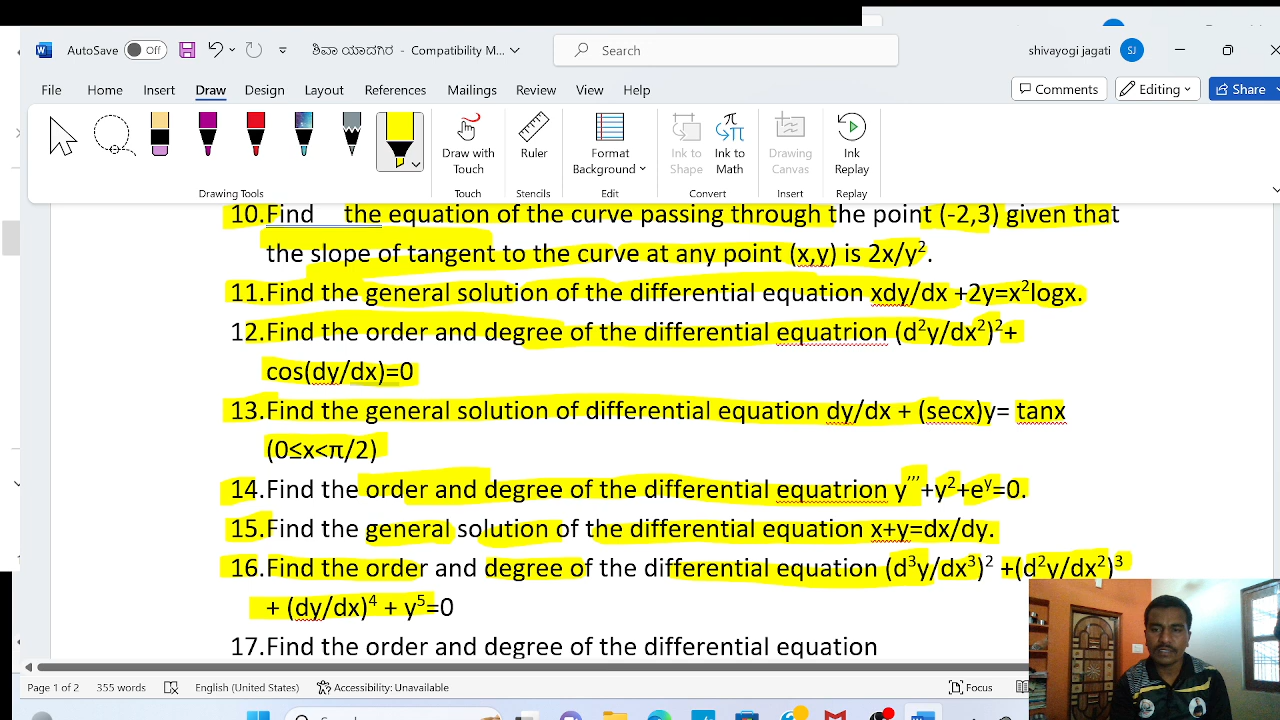 AutoSave Off ಶಿವಾ ಯಾದಗಿರ - Compatibility M... Search shivayogi jagati SJ
File Home Insert Draw Design Layout References Mailings Review View Help Comments Editing Share
Draw with Touch Ruler Format Background Ink to Shape Ink to Math Drawing Canvas Ink Replay
Drawing Tools Touch Stencils Edit Convert Insert Replay
10.Find the equation of the curve passing through the point (-2,3) given that
the slope of tangent to the curve at any point (x,y) is 2x/y².
11.Find the general solution of the differential equation xdy/dx +2y=x²logx.
12.Find the order and degree of the differential equatrion (d²y/dx²)²+
cos(dy/dx)=0
13.Find the general solution of differential equation dy/dx + (secx)y= tanx
(0≤x<π/2)
14.Find the order and degree of the differential equatrion y′′′+y²+eʸ=0.
15.Find the general solution of the differential equation x+y=dx/dy.
16.Find the order and degree of the differential equation (d³y/dx³)² +(d²y/dx²)³
+ (dy/dx)⁴ + y⁵=0
17.Find the order and degree of the differential equation
Page 1 of 2 355 words English (United States) Accessibility: Unavailable Focus